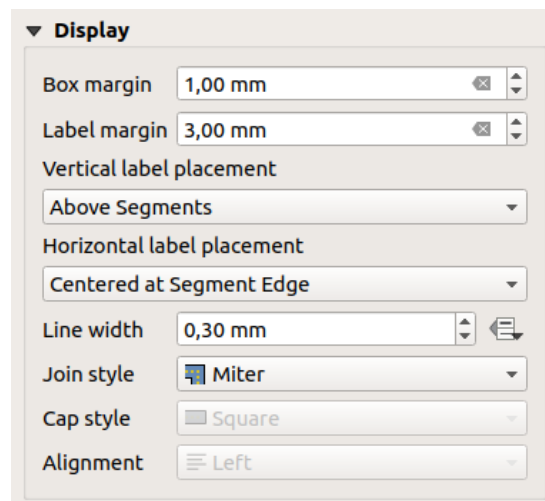 Display
Box margin 1,00 mm
Label margin 3,00 mm
Vertical label placement
Above Segments
Horizontal label placement
Centered at Segment Edge
Line width 0,30 mm
Join style Miter
Cap style Square
Alignment Left